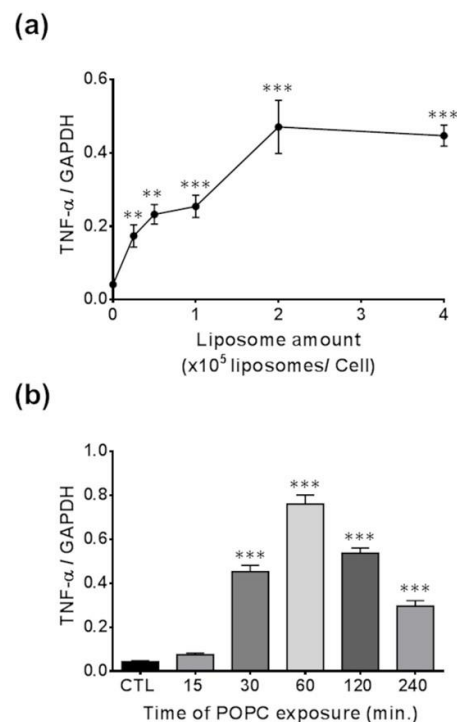 (a)
TNF-α / GAPDH
0.6
0.4
0.2
0.0
**
**
***
***
***
0 1 2 3 4
Liposome amount
(x10⁵ liposomes/ Cell)
(b)
TNF-α / GAPDH
1.0
0.8
0.6
0.4
0.2
0.0
***
***
***
***
CTL 15 30 60 120 240
Time of POPC exposure (min.)